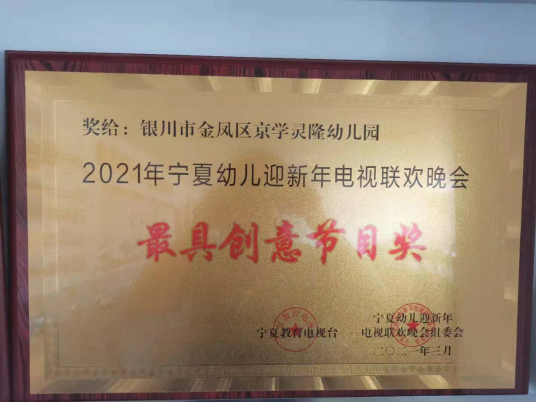 奖给：银川市金凤区京学灵隆幼儿园
2021年宁夏幼儿迎新年电视联欢晚会
最具创意节目奖
宁夏教育电视台
宁夏幼儿迎新年
电视联欢晚会组委会
二〇二一年三月